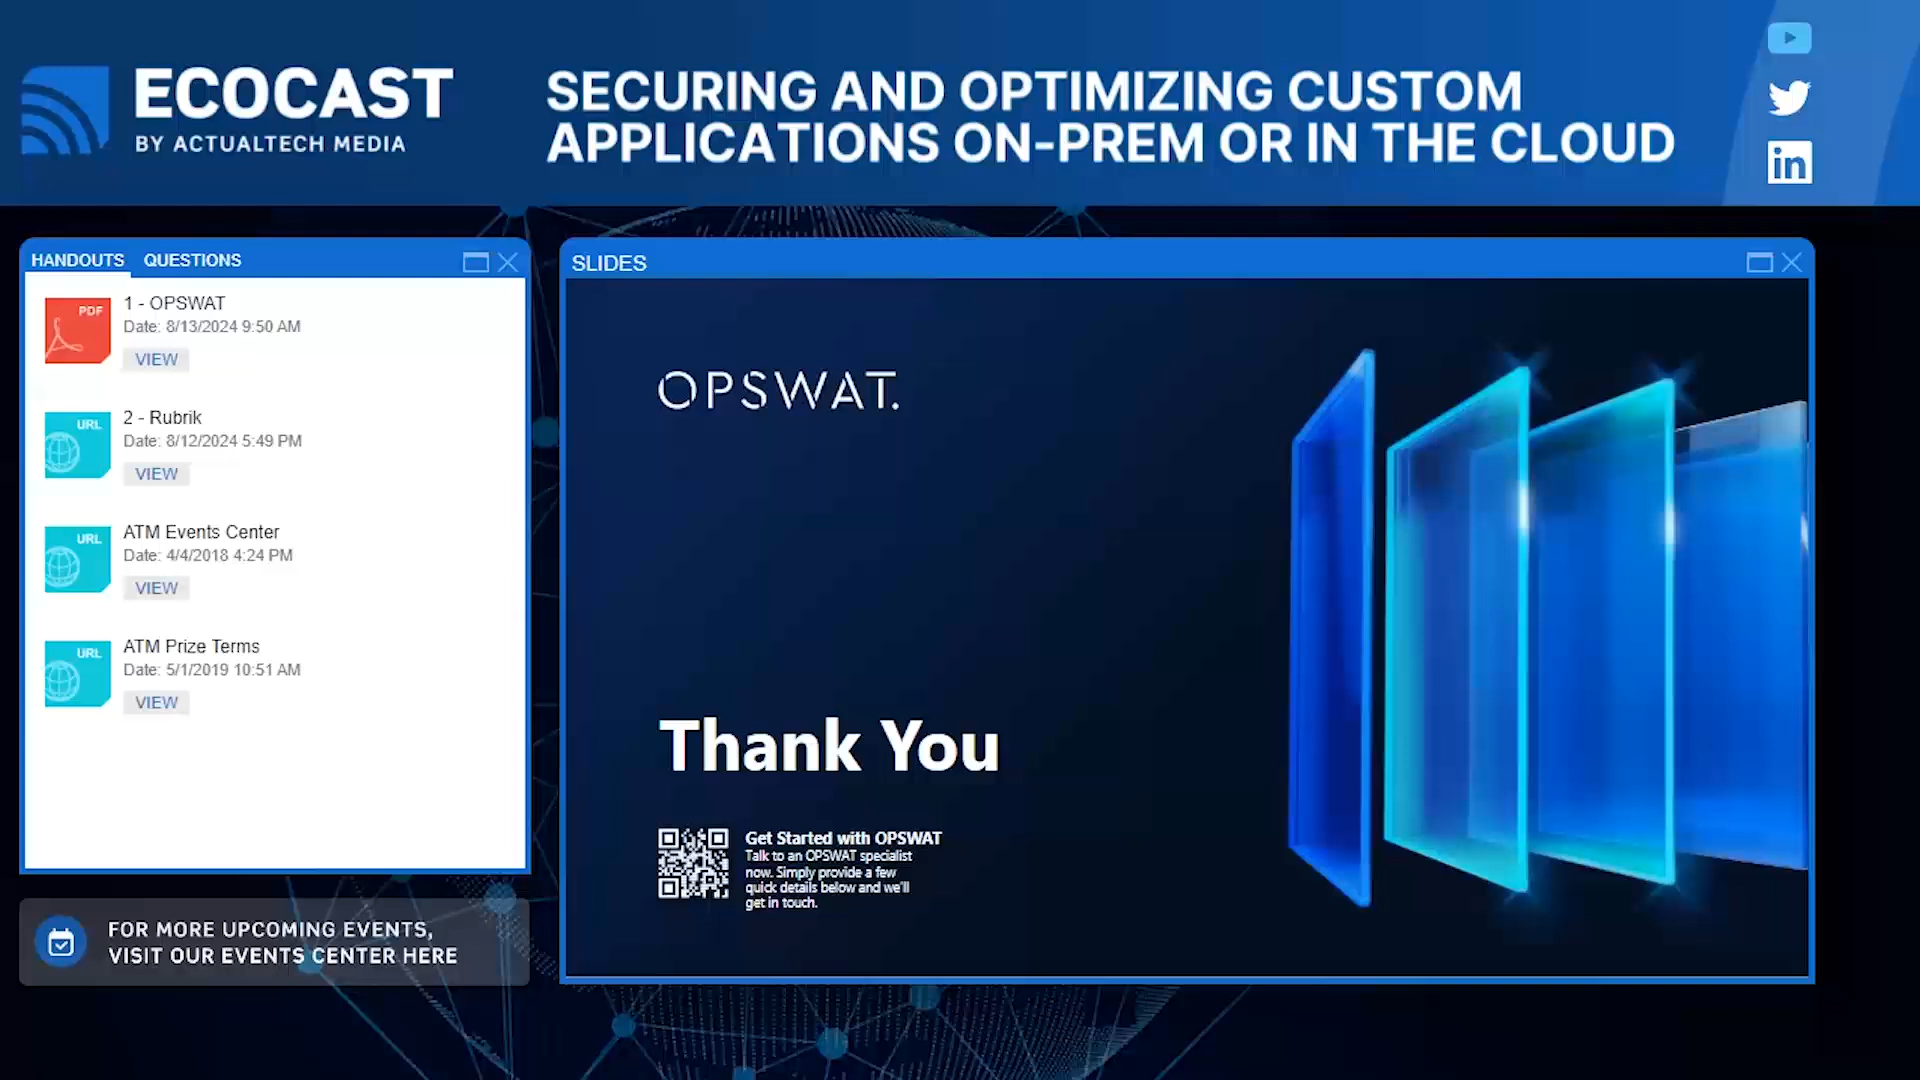 ECOCAST
BY ACTUALTECH MEDIA
SECURING AND OPTIMIZING CUSTOM
APPLICATIONS ON-PREM OR IN THE CLOUD
in
HANDOUTS QUESTIONS
PDF
1 - OPSWAT
Date: 8/13/2024 9:50 AM
VIEW
URL
2 - Rubrik
Date: 8/12/2024 5:49 PM
VIEW
URL
ATM Events Center
Date: 4/4/2018 4:24 PM
VIEW
URL
ATM Prize Terms
Date: 5/1/2019 10:51 AM
VIEW
FOR MORE UPCOMING EVENTS,
VISIT OUR EVENTS CENTER HERE
SLIDES
OPSWAT.
Thank You
Get Started with OPSWAT
Talk to an OPSWAT specialist
now. Simply provide a few
quick details below and we'll
get in touch.